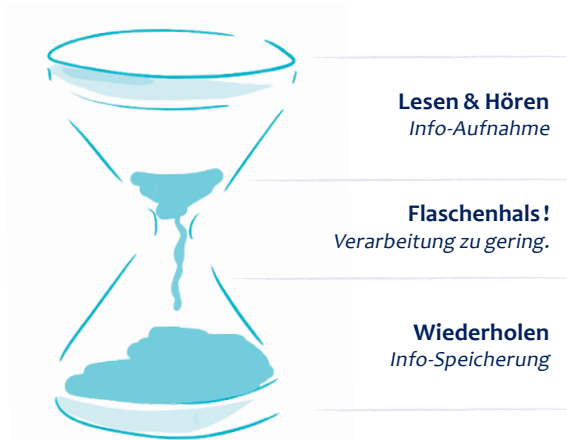 Lesen & Hören
Info-Aufnahme
Flaschenhals!
Verarbeitung zu gering.
Wiederholen
Info-Speicherung